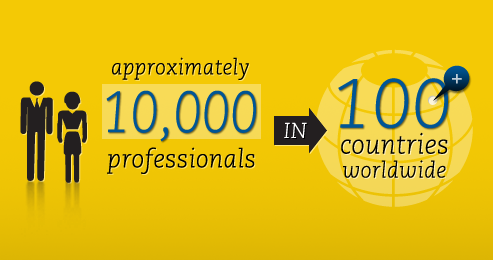 approximately
10,000
professionals
IN
100
+
countries
worldwide